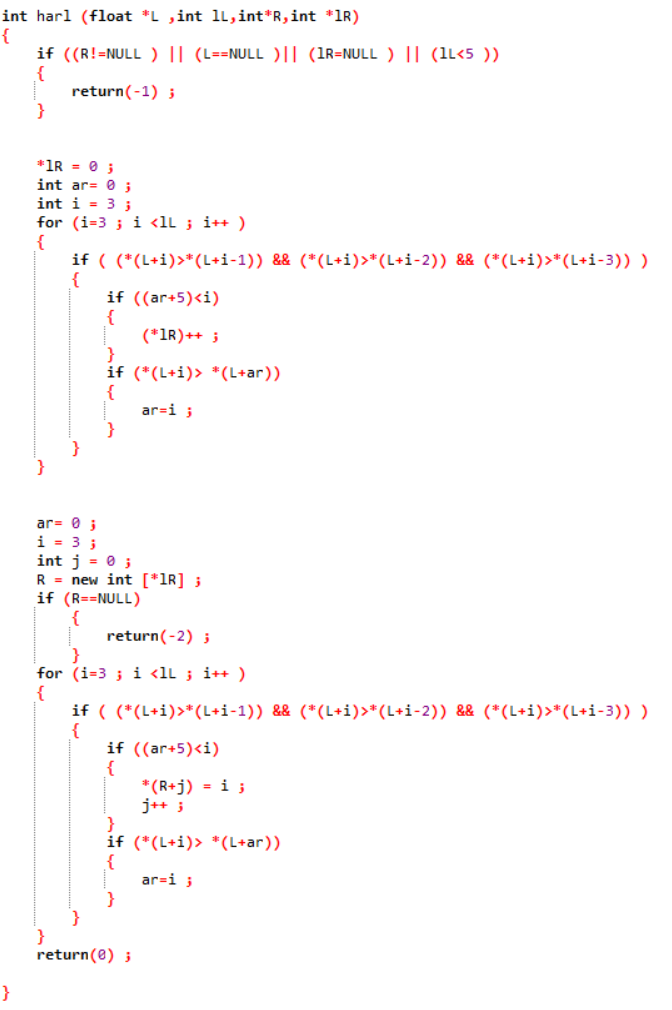 int harl (float *L ,int lL,int*R,int *lR)
{
if ((R!=NULL ) || (L==NULL )|| (lR=NULL ) || (lL<5 ))
{
return(-1) ;
}
*lR = 0 ;
int ar= 0 ;
int i = 3 ;
for (i=3 ; i <lL ; i++ )
{
if ( (*(L+i)>*(L+i-1)) && (*(L+i)>*(L+i-2)) && (*(L+i)>*(L+i-3)) )
{
if ((ar+5)<i)
{
(*lR)++ ;
}
if (*(L+i)> *(L+ar))
{
ar=i ;
}
}
}
ar= 0 ;
i = 3 ;
int j = 0 ;
R = new int [*lR] ;
if (R==NULL)
{
return(-2) ;
}
for (i=3 ; i <lL ; i++ )
{
if ( (*(L+i)>*(L+i-1)) && (*(L+i)>*(L+i-2)) && (*(L+i)>*(L+i-3)) )
{
if ((ar+5)<i)
{
*(R+j) = i ;
j++ ;
}
if (*(L+i)> *(L+ar))
{
ar=i ;
}
}
}
return(0) ;
}